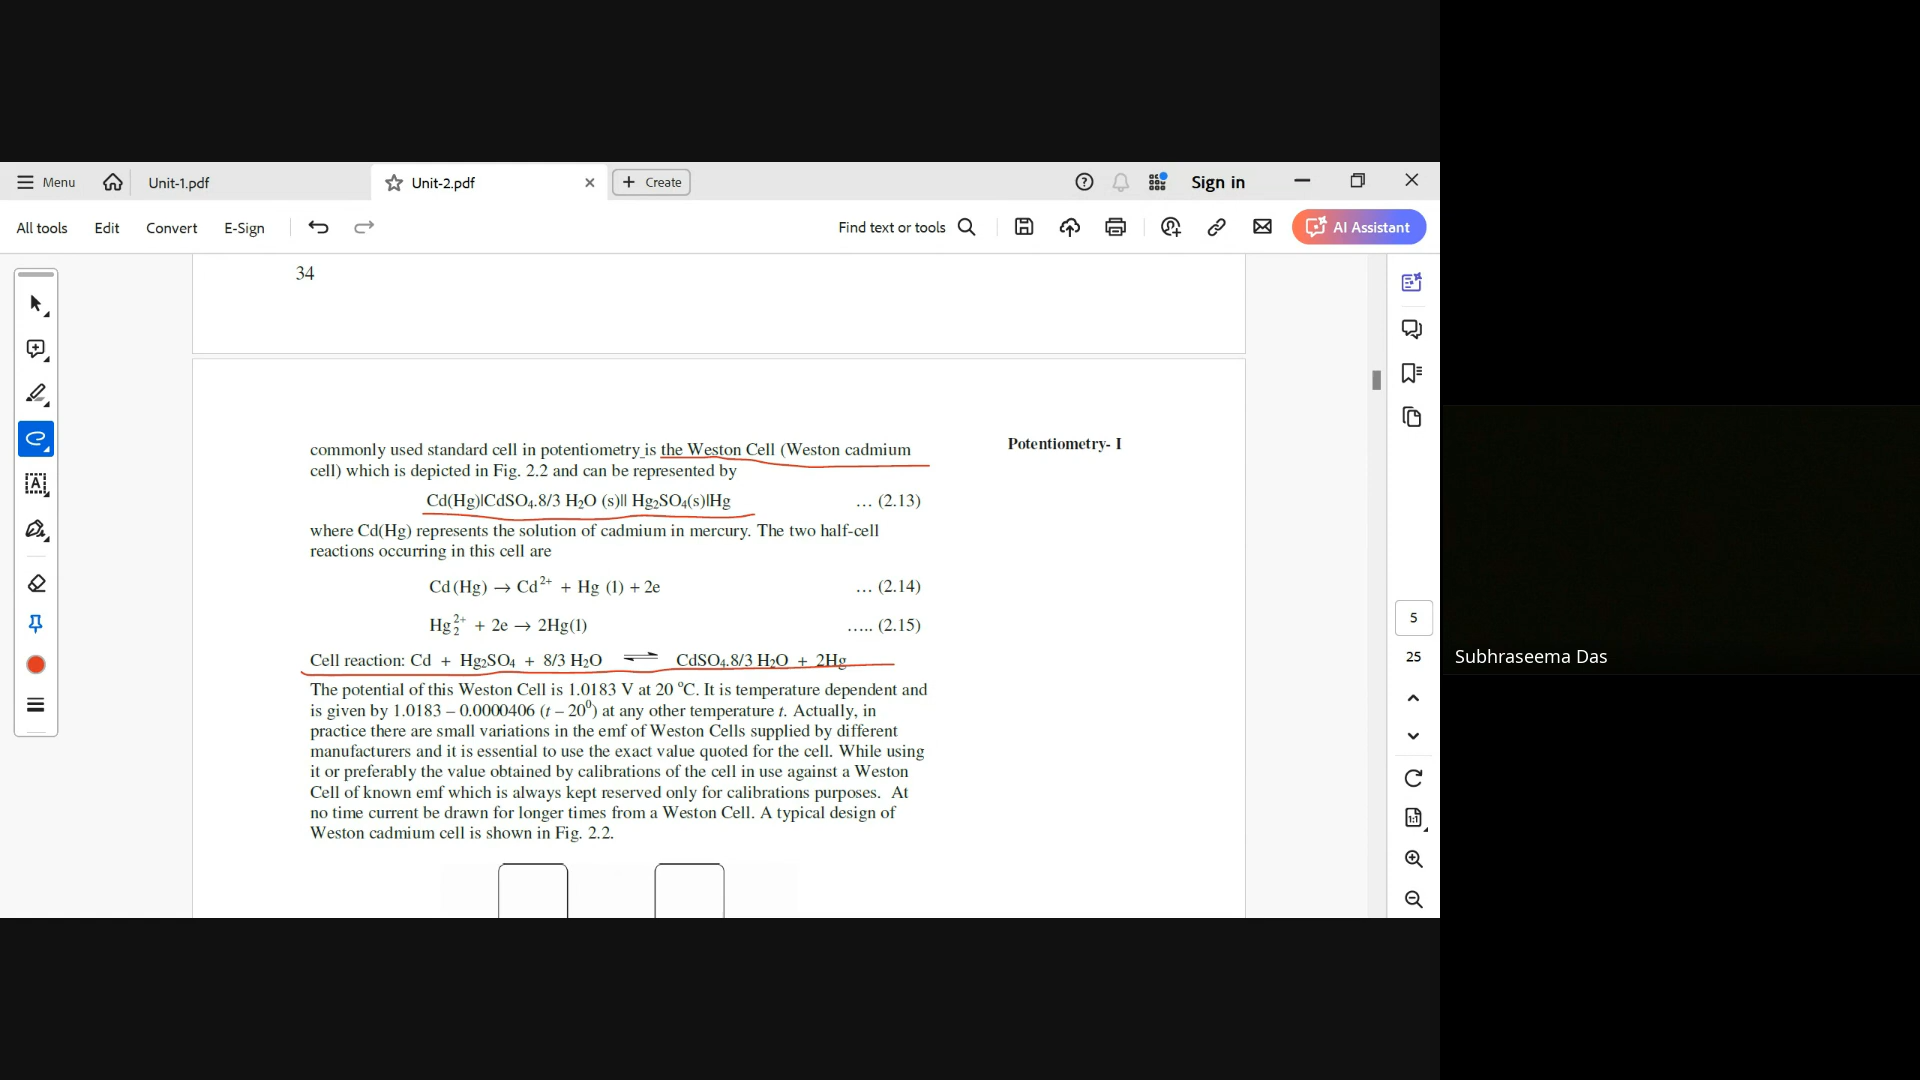 Menu
Unit-1.pdf
Unit-2.pdf
Create
Sign in
All tools
Edit
Convert
E-Sign
Find text or tools
AI Assistant
34
commonly used standard cell in potentiometry is the Weston Cell (Weston cadmium
cell) which is depicted in Fig. 2.2 and can be represented by
Potentiometry- I
Cd(Hg)|CdSO₄.8/3 H₂O (s)|| Hg₂SO₄(s)|Hg … (2.13)
where Cd(Hg) represents the solution of cadmium in mercury. The two half-cell
reactions occurring in this cell are
Cd (Hg) → Cd²⁺ + Hg (l) + 2e … (2.14)
Hg₂²⁺ + 2e → 2Hg(l) ….. (2.15)
Cell reaction: Cd + Hg₂SO₄ + 8/3 H₂O ⇌ CdSO₄.8/3 H₂O + 2Hg
The potential of this Weston Cell is 1.0183 V at 20 °C. It is temperature dependent and
is given by 1.0183 – 0.0000406 (t – 20⁰) at any other temperature t. Actually, in
practice there are small variations in the emf of Weston Cells supplied by different
manufacturers and it is essential to use the exact value quoted for the cell. While using
it or preferably the value obtained by calibrations of the cell in use against a Weston
Cell of known emf which is always kept reserved only for calibrations purposes. At
no time current be drawn for longer times from a Weston Cell. A typical design of
Weston cadmium cell is shown in Fig. 2.2.
5
25
Subhraseema Das